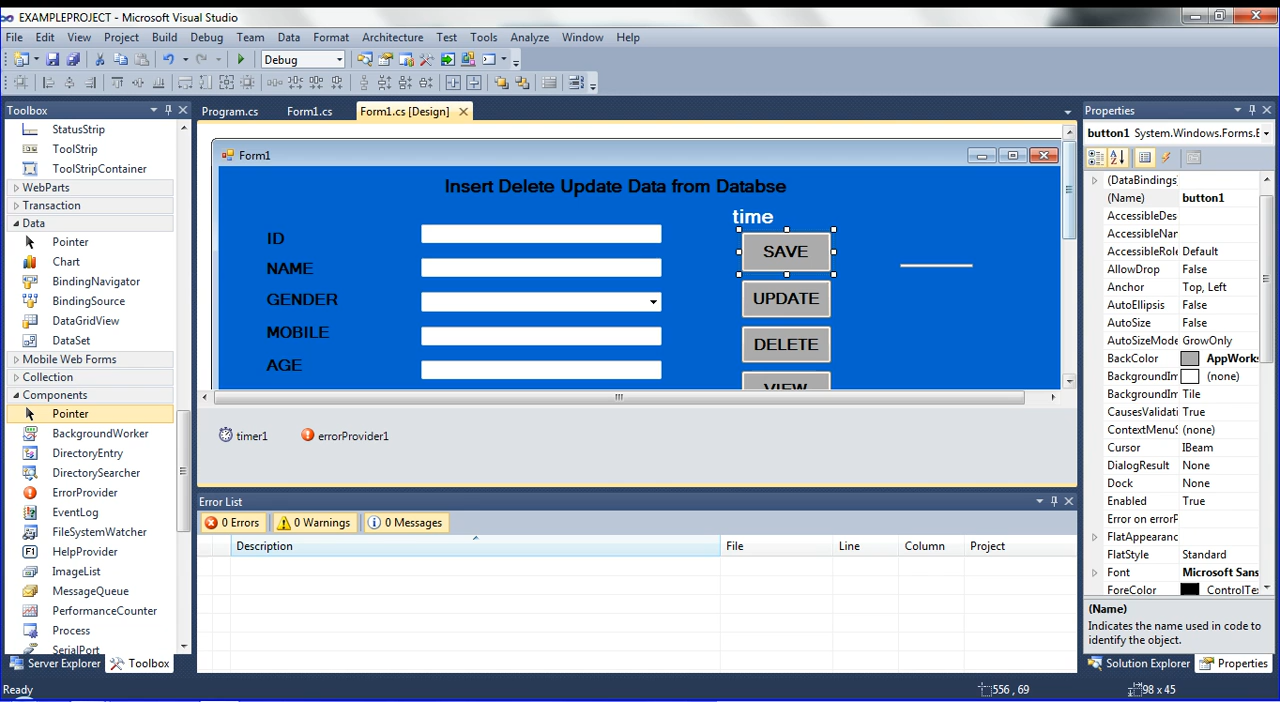 EXAMPLEPROJECT - Microsoft Visual Studio
File Edit View Project Build Debug Team Data Format Architecture Test Tools Analyze Window Help
Debug
Toolbox
StatusStrip
ToolStrip
ToolStripContainer
WebParts
Transaction
Data
Pointer
Chart
BindingNavigator
BindingSource
DataGridView
DataSet
Mobile Web Forms
Collection
Components
Pointer
BackgroundWorker
DirectoryEntry
DirectorySearcher
ErrorProvider
EventLog
FileSystemWatcher
HelpProvider
ImageList
MessageQueue
PerformanceCounter
Process
SerialPort
Server Explorer Toolbox
Program.cs Form1.cs Form1.cs [Design]
Form1
Insert Delete Update Data from Databse
time
ID
NAME
GENDER
MOBILE
AGE
SAVE
UPDATE
DELETE
VIEW
timer1 errorProvider1
Error List
0 Errors 0 Warnings 0 Messages
Description File Line Column Project
Properties
button1 System.Windows.Forms.E
(DataBindings)
(Name) button1
AccessibleDes
AccessibleNar
AccessibleRole Default
AllowDrop False
Anchor Top, Left
AutoEllipsis False
AutoSize False
AutoSizeMode GrowOnly
BackColor AppWorks
BackgroundIm (none)
BackgroundIm Tile
CausesValidati True
ContextMenuS (none)
Cursor IBeam
DialogResult None
Dock None
Enabled True
Error on errorP
FlatAppearanc
FlatStyle Standard
Font Microsoft Sans
ForeColor ControlTe
(Name)
Indicates the name used in code to
identify the object.
Solution Explorer Properties
Ready 556 , 69 98 x 45